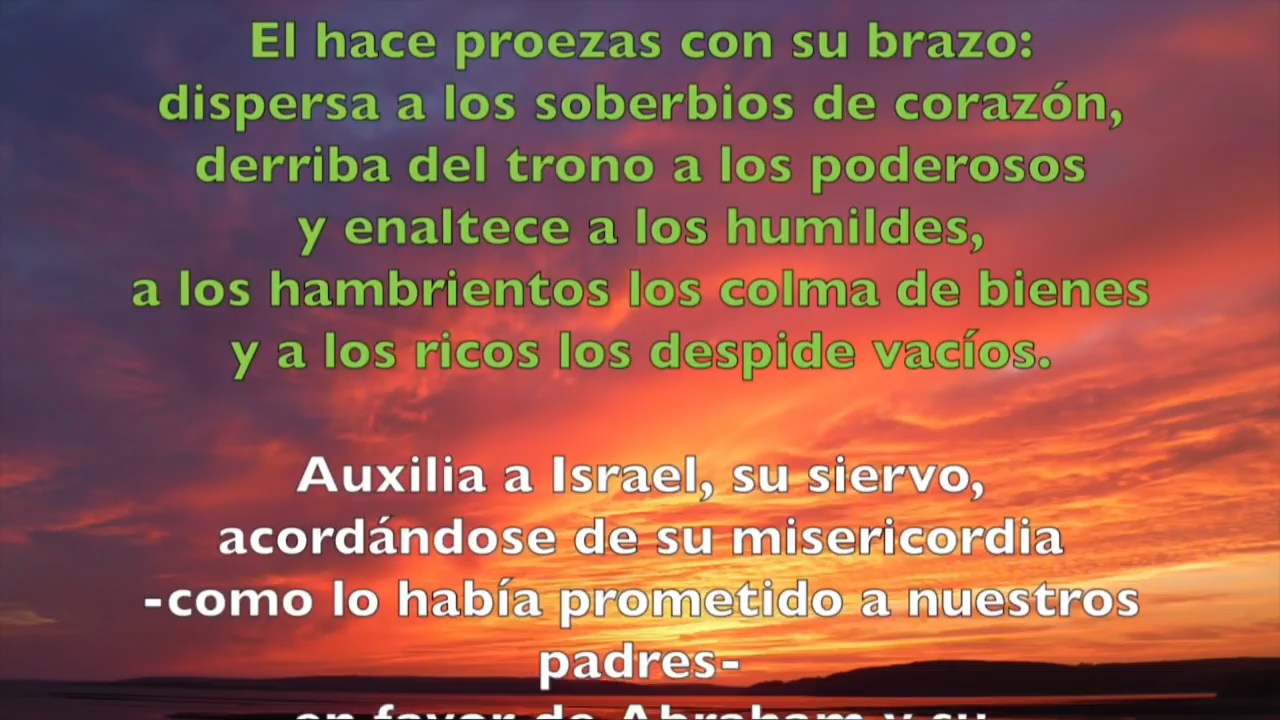 El hace proezas con su brazo:
dispersa a los soberbios de corazón,
derriba del trono a los poderosos
y enaltece a los humildes,
a los hambrientos los colma de bienes
y a los ricos los despide vacíos.
Auxilia a Israel, su siervo,
acordándose de su misericordia
-como lo había prometido a nuestros
padres-
en favor de Abraham y su